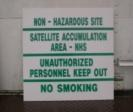 NON - HAZARDOUS SITE
SATELLITE ACCUMULATION
AREA - NHS
UNAUTHORIZED
PERSONNEL KEEP OUT
NO SMOKING